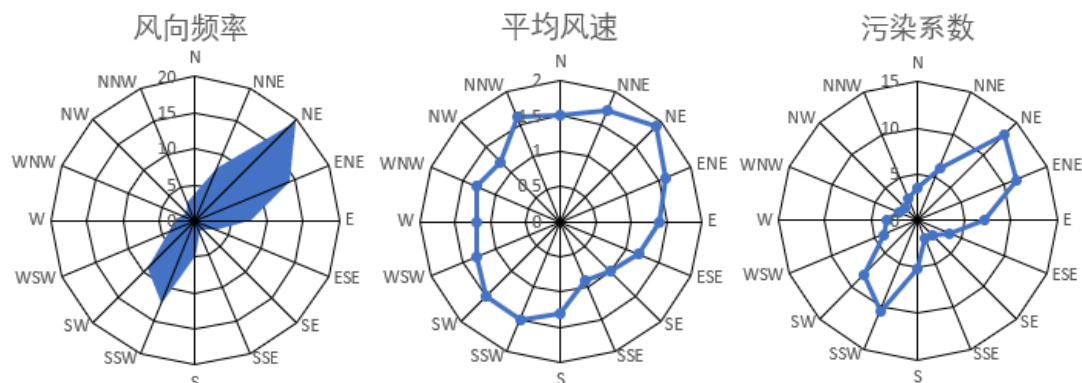 风向频率
N
NNW
NNE
NW
NE
WNW
ENE
W
E
WSW
ESE
SW
SE
SSW
SSE
S
20
15
10
5
0
平均风速
N
NNW
NNE
NW
NE
WNW
ENE
W
E
WSW
ESE
SW
SE
SSW
SSE
S
2
1.5
1
0.5
0
污染系数
N
NNW
NNE
NW
NE
WNW
ENE
W
E
WSW
ESE
SW
SE
SSW
SSE
S
15
10
5
0